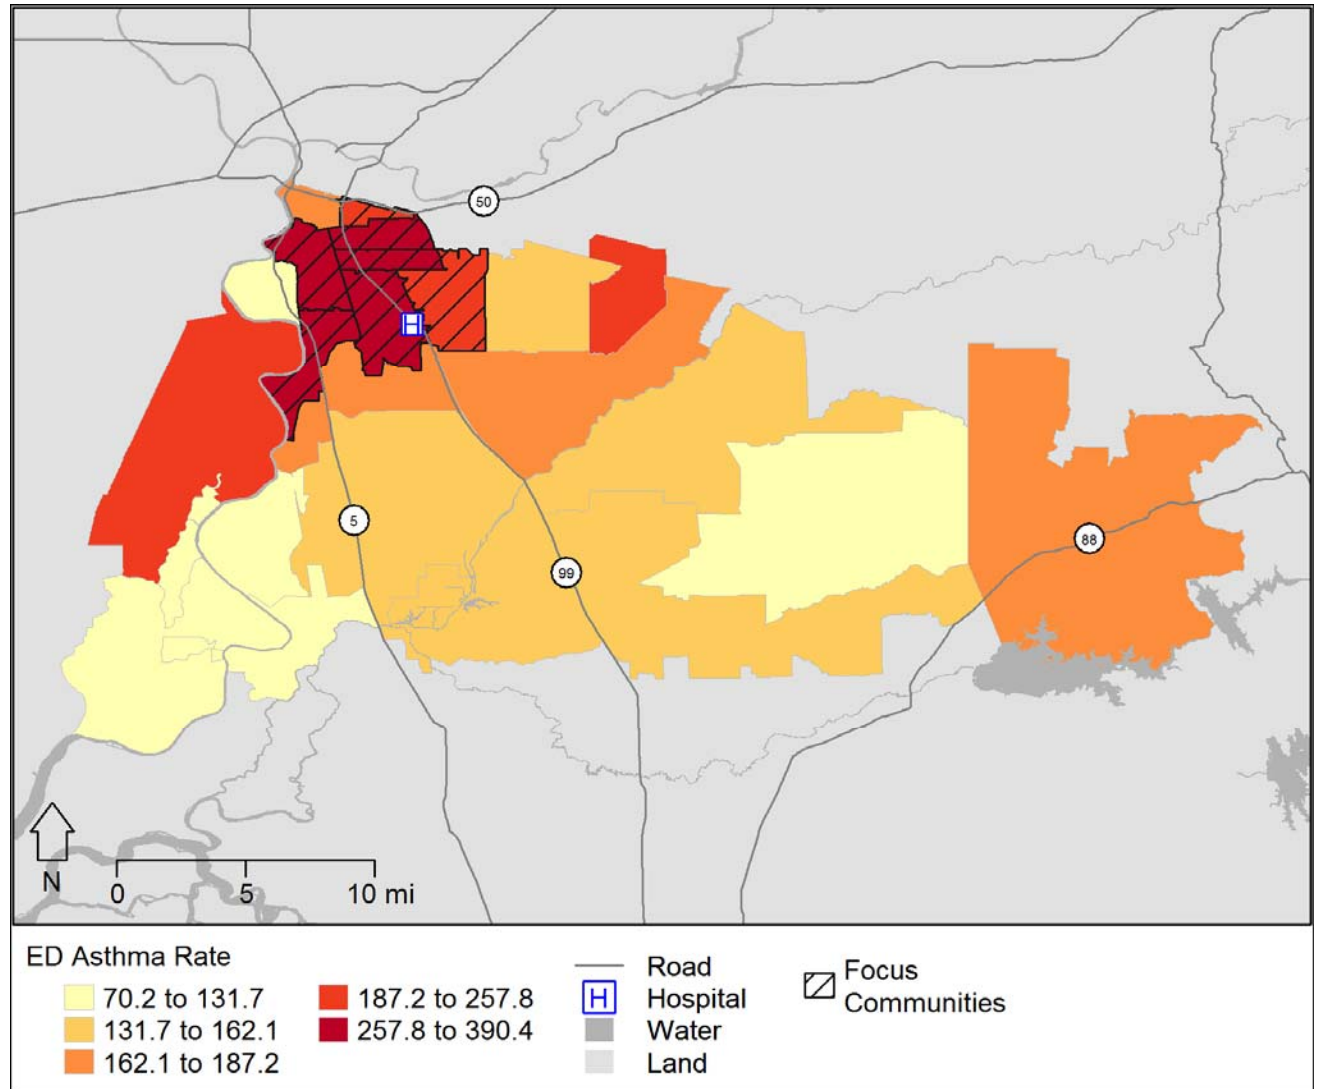 50
5
99
88
H
N
0 5 10 mi
ED Asthma Rate
70.2 to 131.7
131.7 to 162.1
162.1 to 187.2
187.2 to 257.8
257.8 to 390.4
Road
H Hospital
Water
Land
Focus
Communities